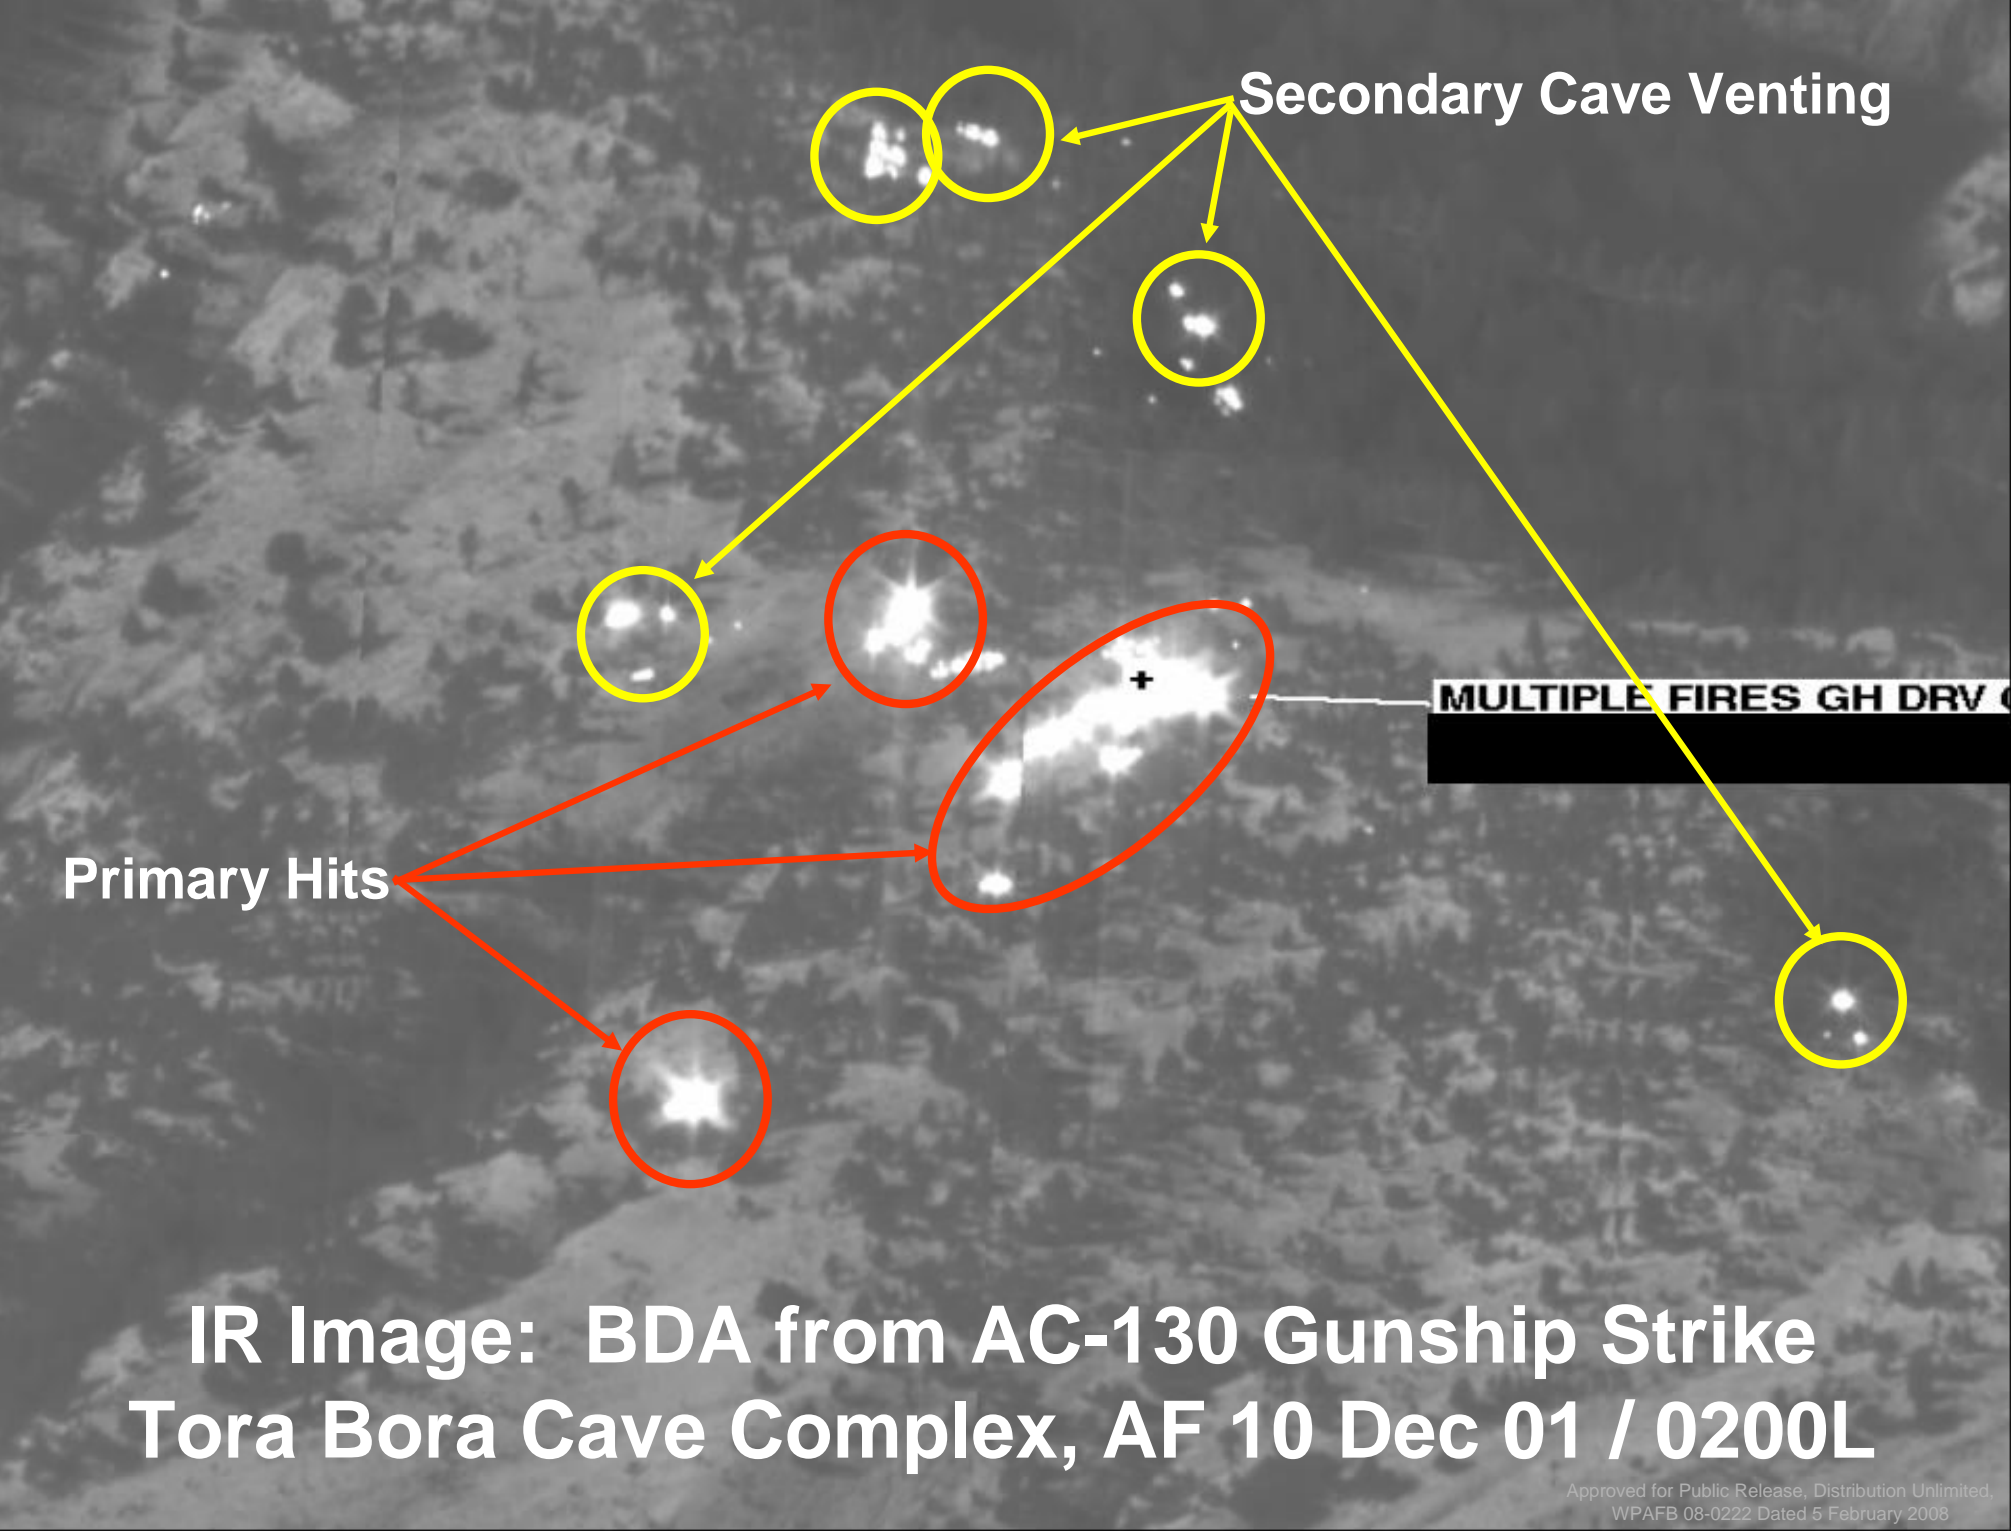 Secondary Cave Venting
MULTIPLE FIRES GH DRV
Primary Hits
IR Image: BDA from AC-130 Gunship Strike
Tora Bora Cave Complex, AF 10 Dec 01 / 0200L
Approved for Public Release, Distribution Unlimited,
WPAFB 08-0222 Dated 5 February 2008